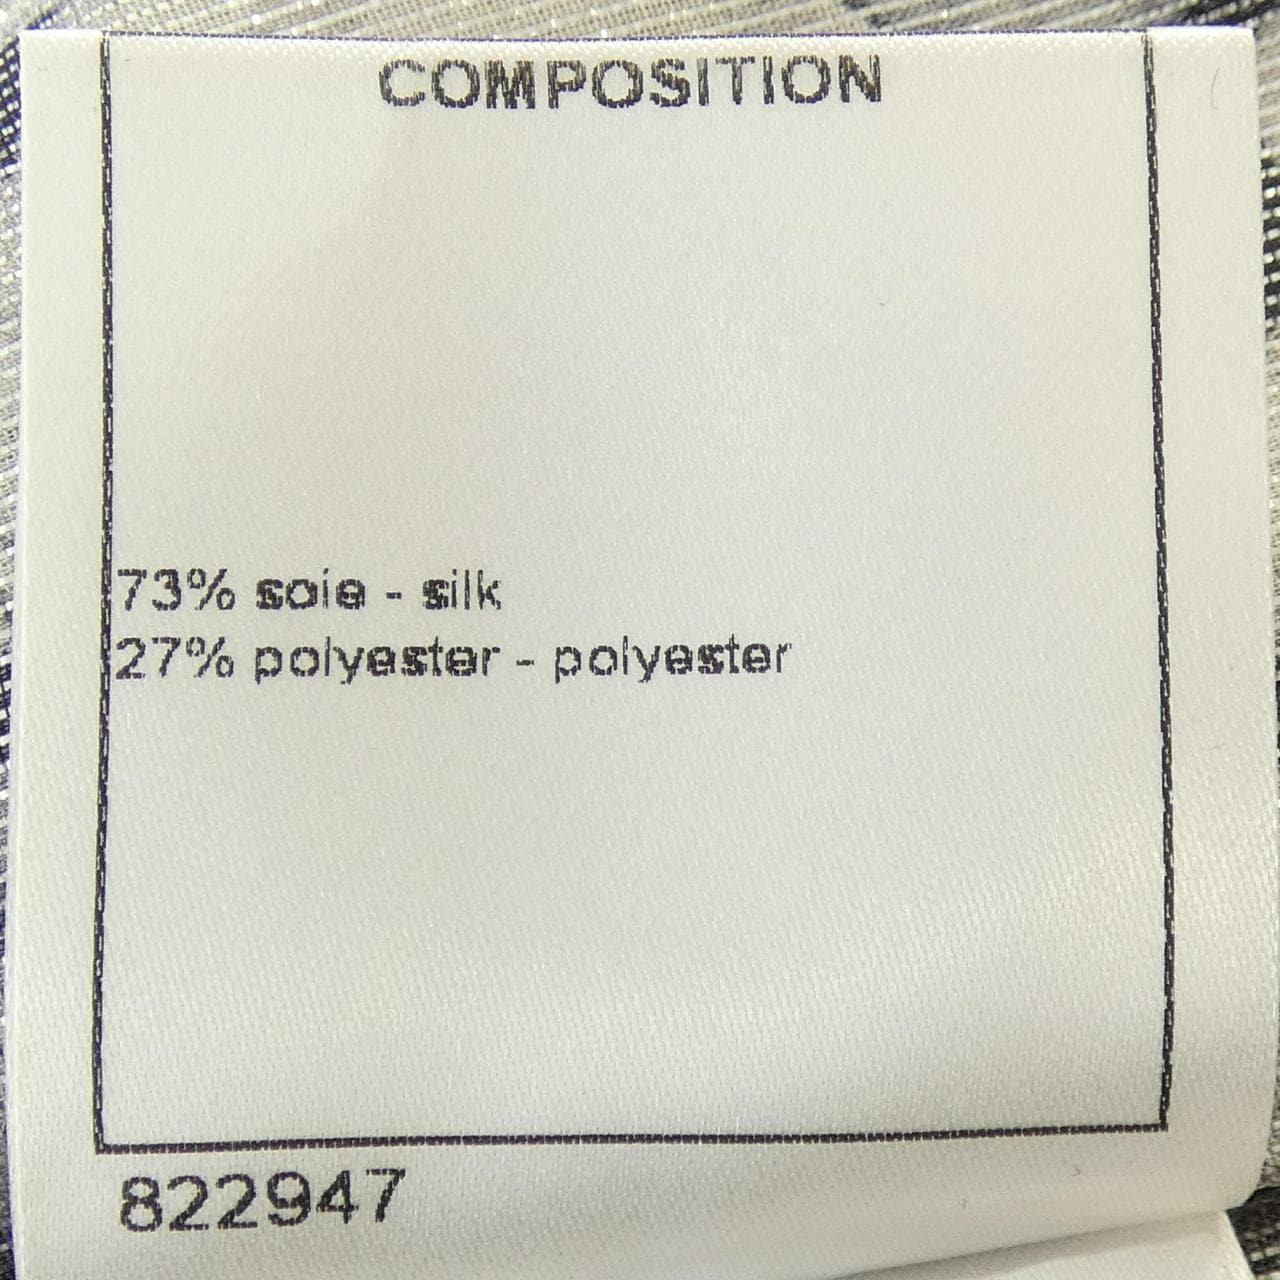 COMPOSITION
73% soie - silk
27% polyester - polyester
822947